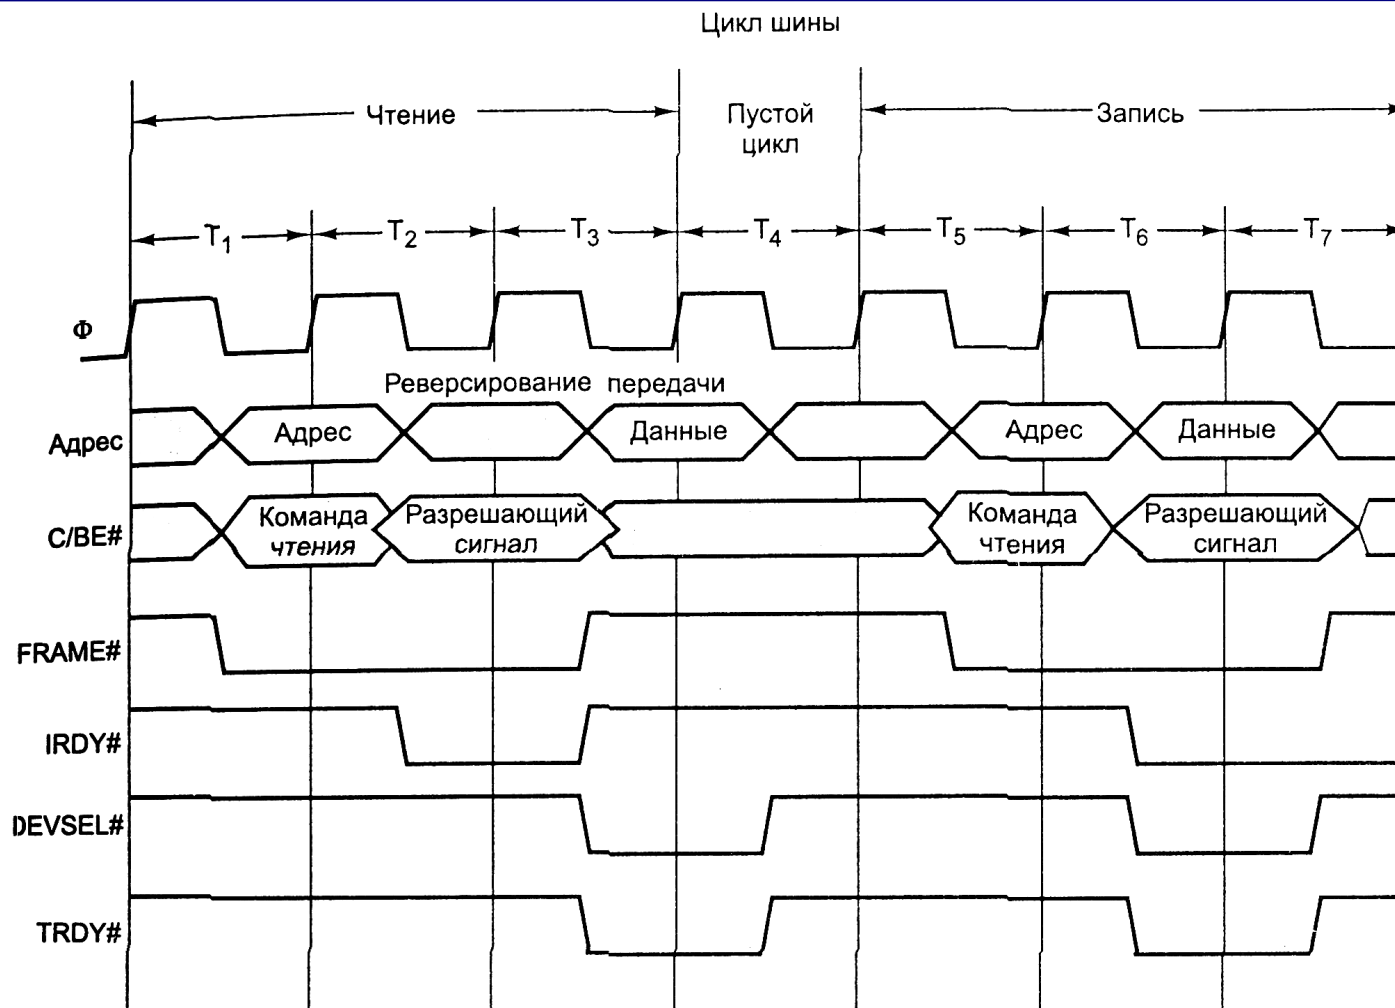 Цикл шины
Чтение
Пустой
цикл
Запись
T1
T2
T3
T4
T5
T6
T7
Ф
Реверсирование передачи
Адрес
Адрес
Данные
Адрес
Данные
C/BE#
Команда
чтения
Разрешающий
сигнал
Команда
чтения
Разрешающий
сигнал
FRAME#
IRDY#
DEVSEL#
TRDY#